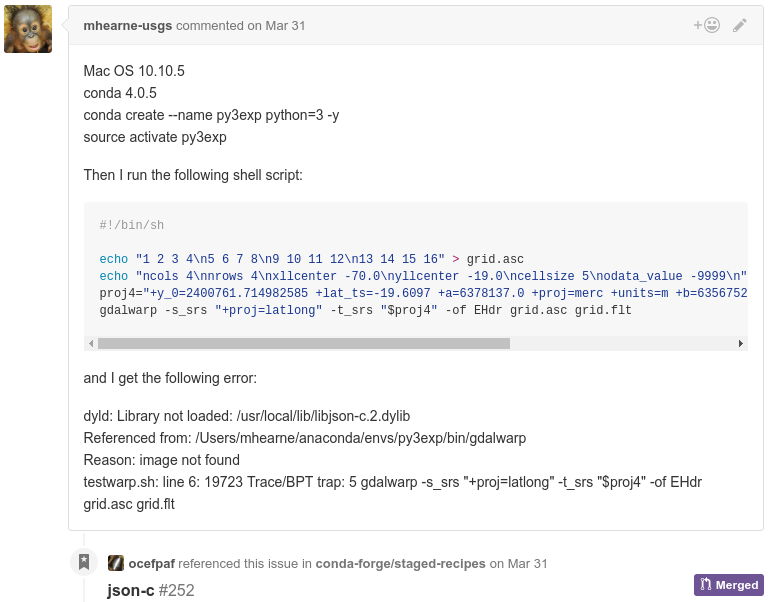 mhearne-usgs commented on Mar 31
Mac OS 10.10.5
conda 4.0.5
conda create --name py3exp python=3 -y
source activate py3exp
Then I run the following shell script:
#!/bin/sh
echo "1 2 3 4\n5 6 7 8\n9 10 11 12\n13 14 15 16" > grid.asc
echo "ncols 4\nnrows 4\nxllcenter -70.0\nyllcenter -19.0\ncellsize 5\nodata_value -9999\n"
proj4="+y_0=2400761.714982585 +lat_ts=-19.6097 +a=6378137.0 +proj=merc +units=m +b=6356752
gdalwarp -s_srs "+proj=latlong" -t_srs "$proj4" -of EHdr grid.asc grid.flt
and I get the following error:
dyld: Library not loaded: /usr/local/lib/libjson-c.2.dylib
Referenced from: /Users/mhearne/anaconda/envs/py3exp/bin/gdalwarp
Reason: image not found
testwarp.sh: line 6: 19723 Trace/BPT trap: 5 gdalwarp -s_srs "+proj=latlong" -t_srs "$proj4" -of EHdr
grid.asc grid.flt
ocefpaf referenced this issue in conda-forge/staged-recipes on Mar 31
json-c #252
Merged